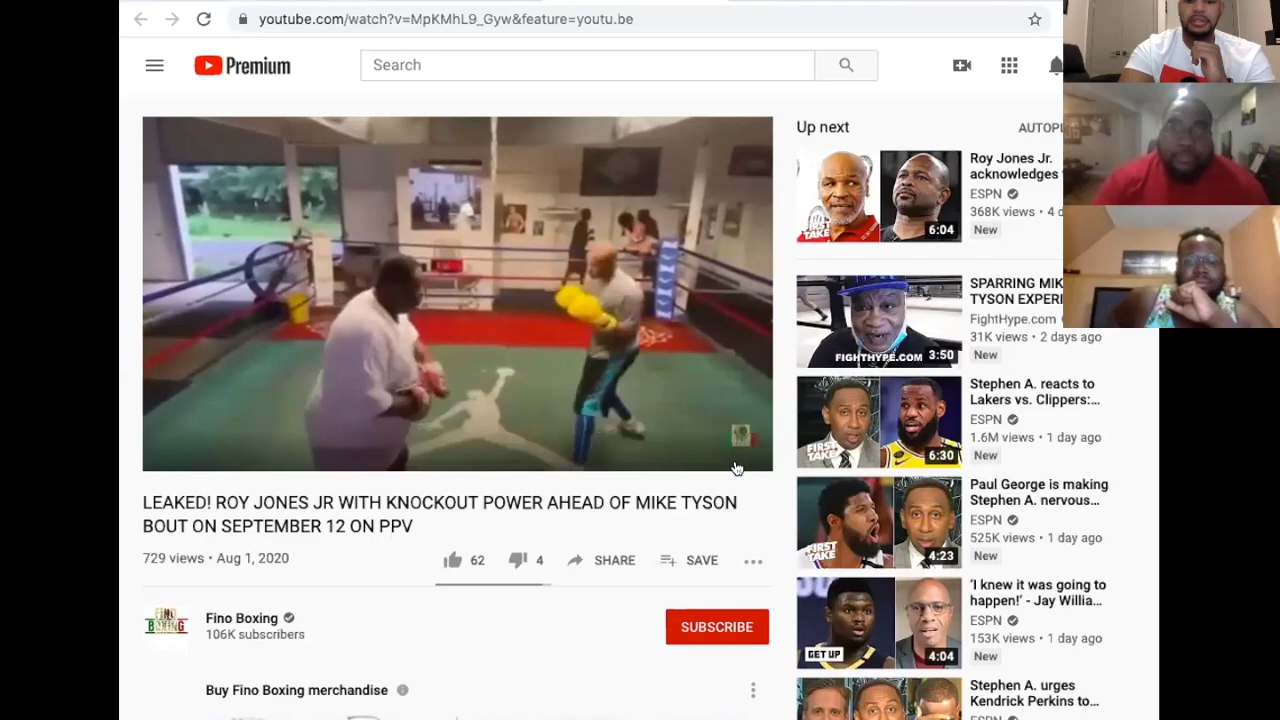 youtube.com/watch?v=MpKMhL9_Gyw&feature=youtu.be
Premium
Search
LEAKED! ROY JONES JR WITH KNOCKOUT POWER AHEAD OF MIKE TYSON
BOUT ON SEPTEMBER 12 ON PPV
729 views • Aug 1, 2020
62
4
SHARE
SAVE
FINO
BOXING
Fino Boxing
106K subscribers
SUBSCRIBE
Buy Fino Boxing merchandise
Up next
AUTOPL
FIRST
TAKE
6:04
Roy Jones Jr.
acknowledges
ESPN
368K views • 4 d
New
FIGHTHYPE.COM
3:50
SPARRING MIK
TYSON EXPERI
FightHype.com
31K views • 2 days ago
New
FIRST
TAKE
6:30
Stephen A. reacts to
Lakers vs. Clippers:...
ESPN
1.6M views • 1 day ago
New
FIRST
TAKE
4:23
Paul George is making
Stephen A. nervous...
ESPN
525K views • 1 day ago
New
GET UP
4:04
'I knew it was going to
happen!' - Jay Willia...
ESPN
153K views • 1 day ago
New
Stephen A. urges
Kendrick Perkins to...
ESPN